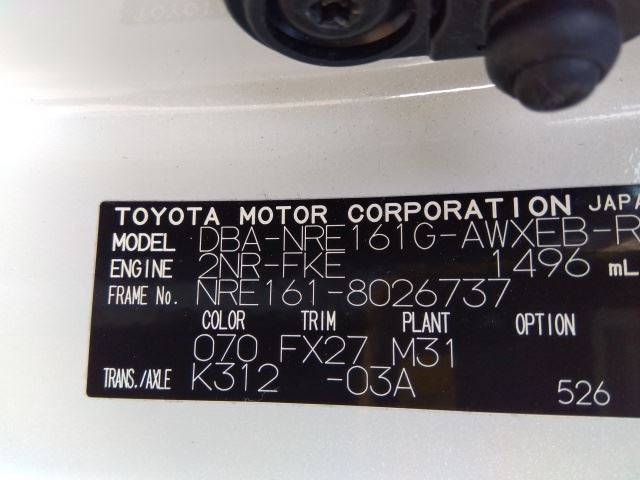 TOYOTA MOTOR CORPORATION JAPA
MODEL DBA-NRE161G-AWXEB-R
ENGINE 2NR-FKE 1496 mL
FRAME No. NRE161-8026737
COLOR TRIM PLANT OPTION
070 FX27 M31
TRANS./AXLE K312 -03A 526